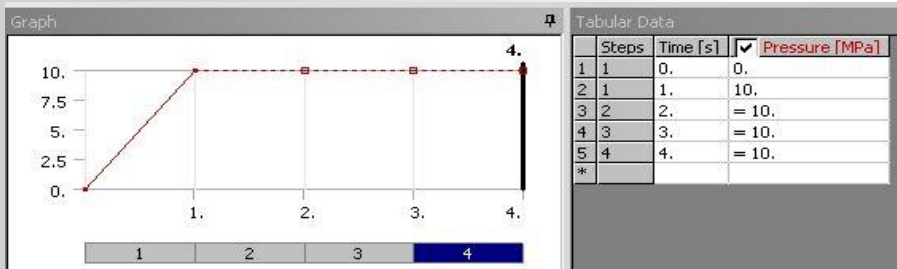 Graph
4.
10.
7.5
5.
2.5
0.
1. 2. 3. 4.
1 2 3 4
Tabular Data
Steps Time [s] Pressure [MPa]
1 1 0. 0.
2 1 1. 10.
3 2 2. = 10.
4 3 3. = 10.
5 4 4. = 10.
*